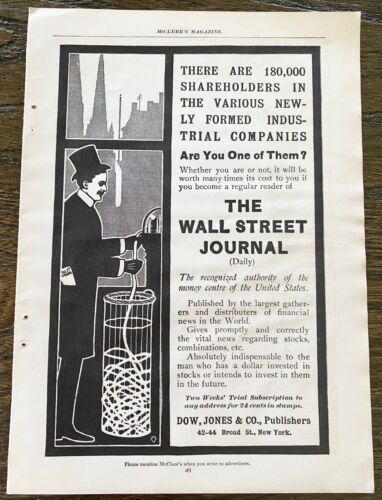 McCLURE'S MAGAZINE.
THERE ARE 180,000
SHAREHOLDERS IN
THE VARIOUS NEW-
LY FORMED INDUS-
TRIAL COMPANIES
Are You One of Them?
Whether you are or not, it will be
worth many times its cost to you if
you become a regular reader of
THE
WALL STREET
JOURNAL
(Daily)
The recognized authority of the
money centre of the United States.
Published by the largest gather-
ers and distributers of financial
news in the World.
Gives promptly and correctly
the vital news regarding stocks,
combinations, etc.
Absolutely indispensable to the
man who has a dollar invested in
stocks or intends to invest in them
in the future.
Two Weeks' Trial Subscription to
any address for 24 cents in stamps.
DOW, JONES & CO., Publishers
42-44 Broad St., New York.
Please mention McClure's when you write to advertisers.